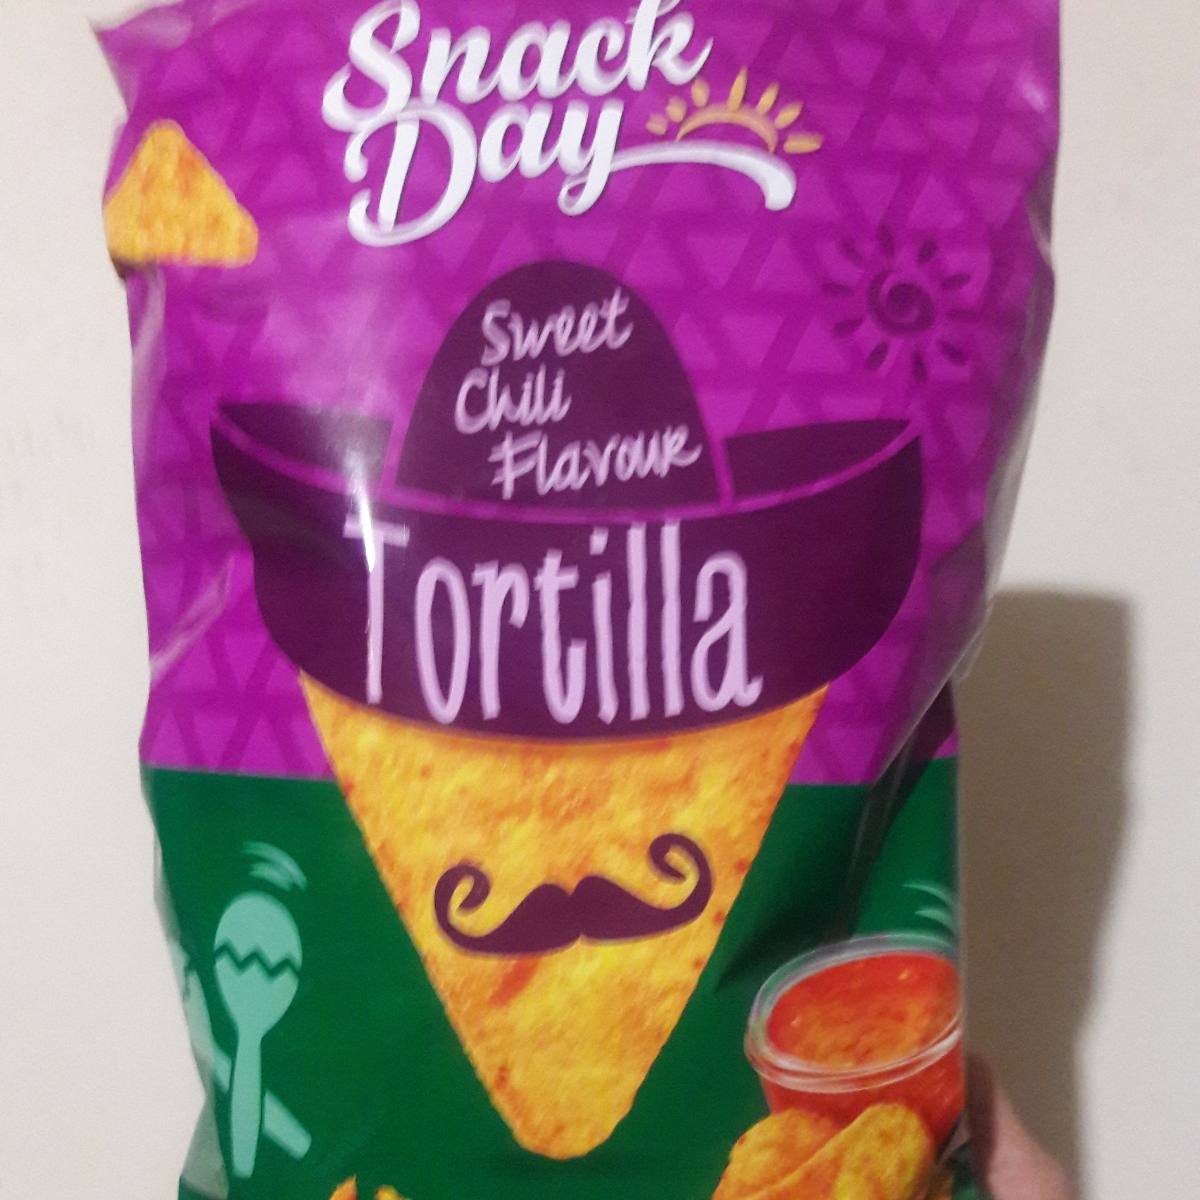 Snack
Day
Sweet
Chili
Flavour
Tortilla